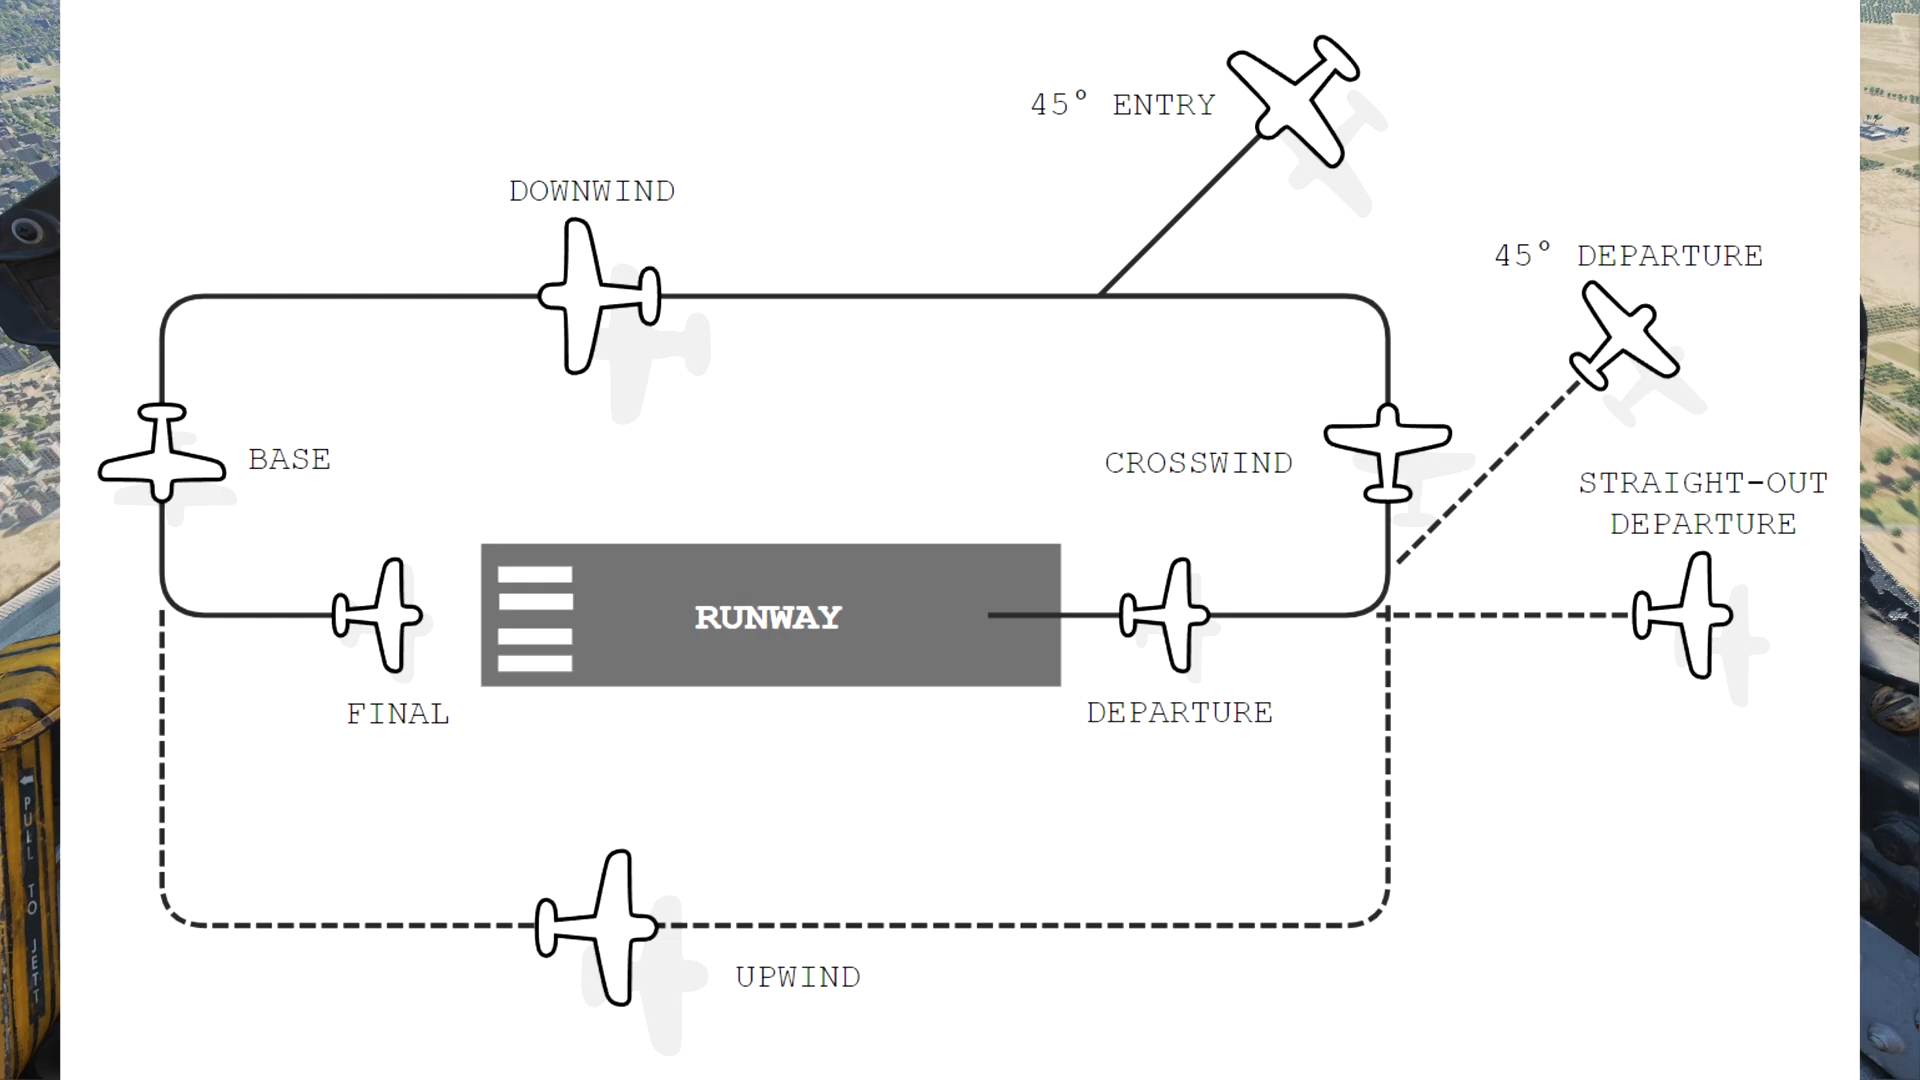 45° ENTRY
DOWNWIND
45° DEPARTURE
BASE
CROSSWIND
STRAIGHT-OUT
DEPARTURE
RUNWAY
FINAL
DEPARTURE
UPWIND
PULL TO JETT